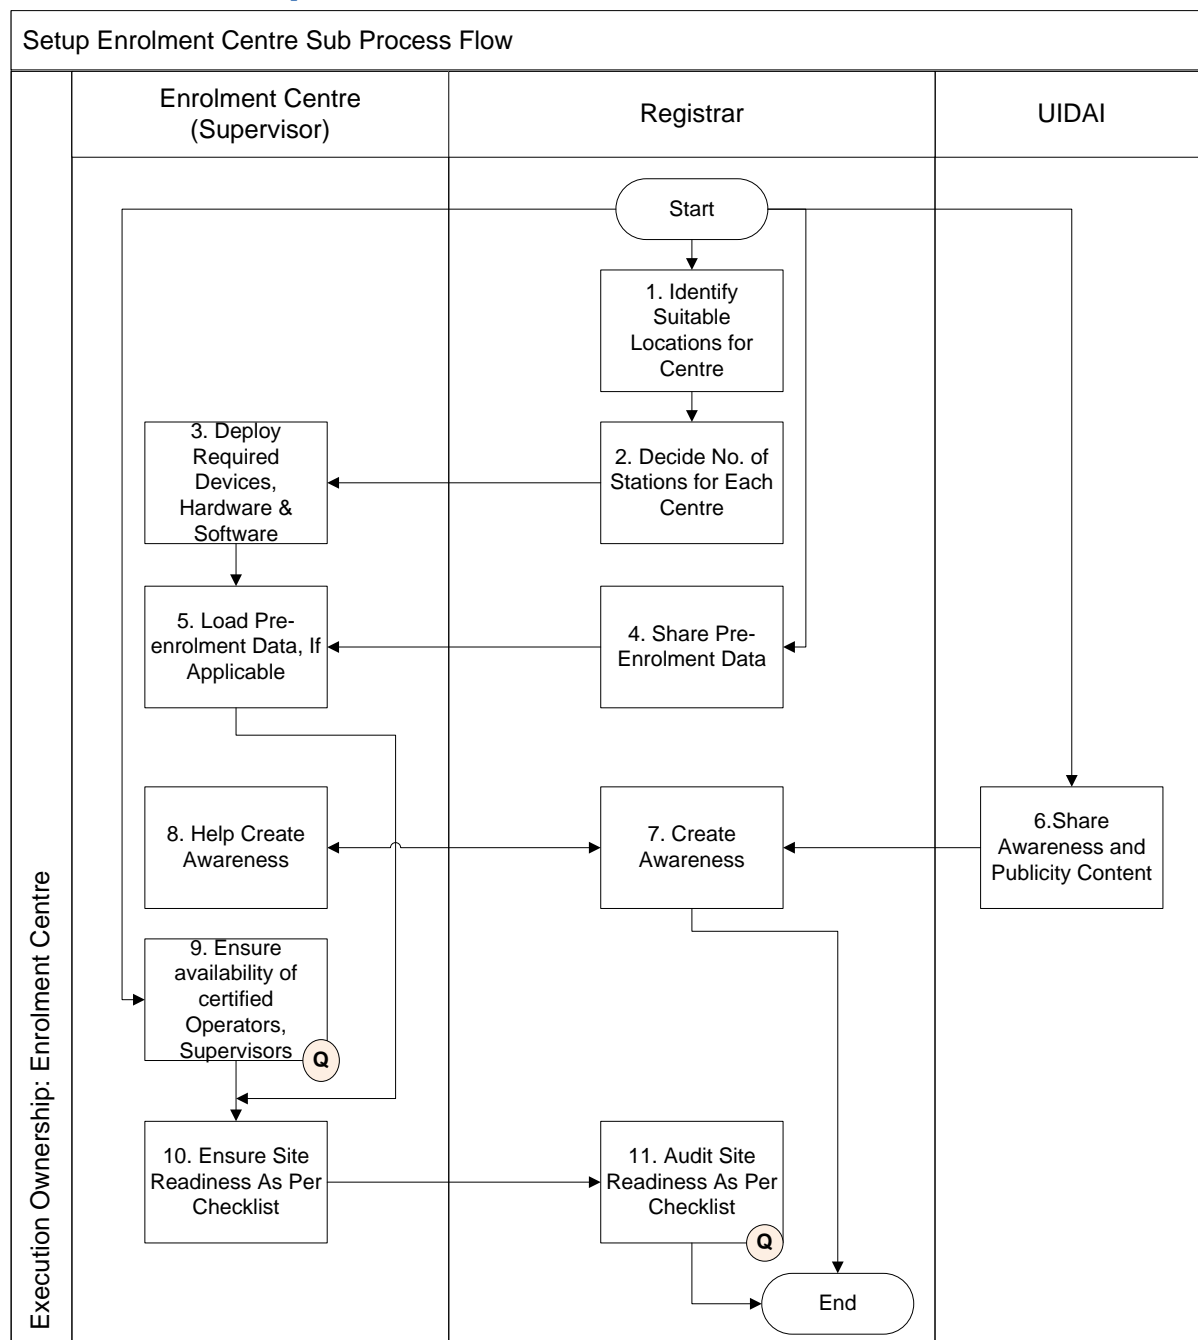 Setup Enrolment Centre Sub Process Flow
Enrolment Centre
(Supervisor)
Registrar
UIDAI
Start
1. Identify
Suitable
Locations for
Centre
3. Deploy
Required
Devices,
Hardware &
Software
2. Decide No. of
Stations for Each
Centre
5. Load Pre-
enrolment Data, If
Applicable
4. Share Pre-
Enrolment Data
8. Help Create
Awareness
7. Create
Awareness
6.Share
Awareness and
Publicity Content
9. Ensure
availability of
certified
Operators,
Supervisors
Q
10. Ensure Site
Readiness As Per
Checklist
11. Audit Site
Readiness As Per
Checklist
Q
End
Execution Ownership: Enrolment Centre